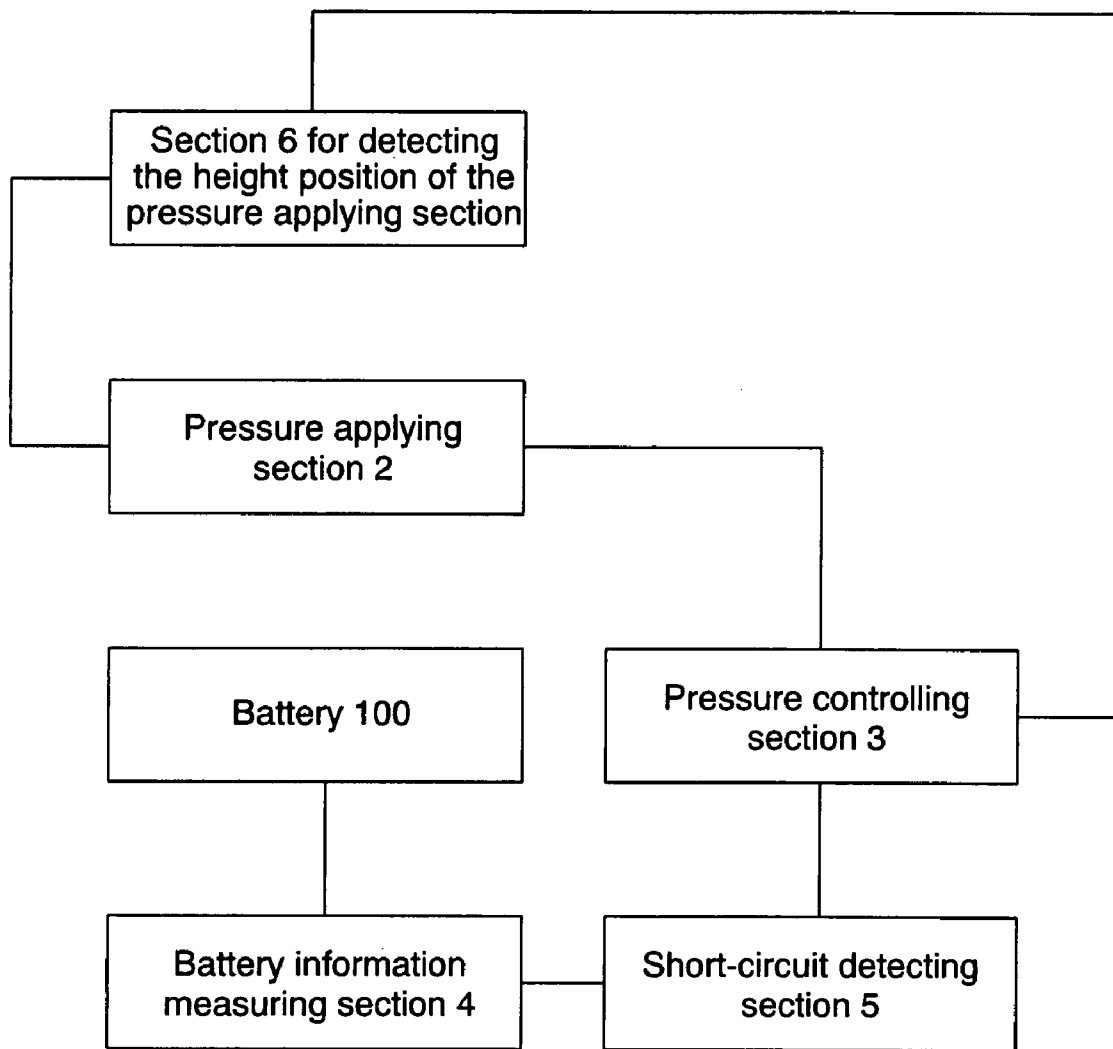 Section 6 for detecting
the height position of the
pressure applying section
Pressure applying
section 2
Battery 100
Pressure controlling
section 3
Battery information
measuring section 4
Short-circuit detecting
section 5